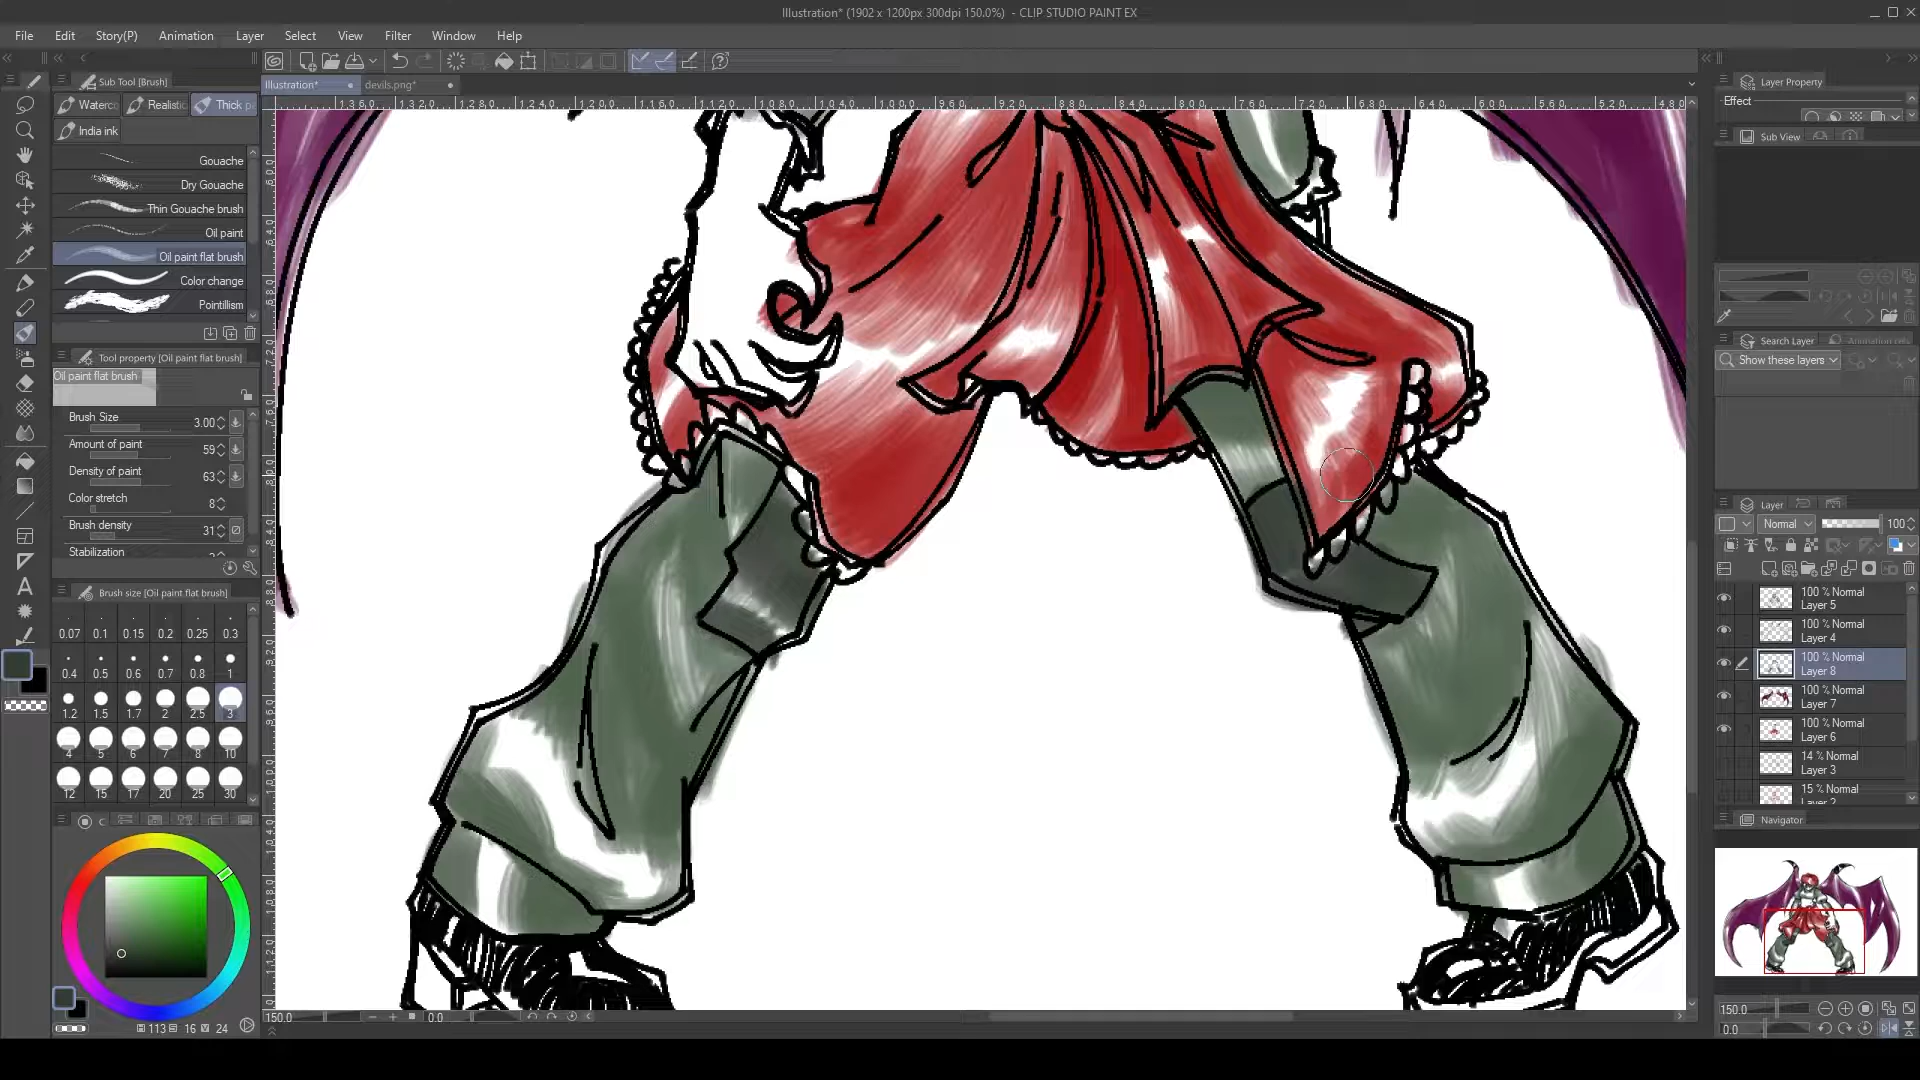 Illustration* (1902 x 1200px 300dpi 150.0%) - CLIP STUDIO PAINT EX
File Edit Story(P) Animation Layer Select View Filter Window Help
Sub Tool [Brush]
Illustration* devils.png*
Waterc Realistic Thick p
India ink
Gouache
Dry Gouache
Thin Gouache brush
Oil paint
Oil paint flat brush
Color change
Pointillism
Tool property [Oil paint flat brush]
Oil paint flat brush
Brush Size 3.00
Amount of paint 59
Density of paint 63
Color stretch 8
Brush density 31
Stabilization
Brush size [Oil paint flat brush]
0.07 0.1 0.15 0.2 0.25 0.3
0.4 0.5 0.6 0.7 0.8 1
1.2 1.5 1.7 2 2.5 3
4 5 6 7 8 10
12 15 17 20 25 30
113 16 V 24
150.0 0.0
Layer Property
Effect
Sub View
Search Layer
Show these layers
Layer
Normal 100
100 % Normal
Layer 5
100 % Normal
Layer 4
100 % Normal
Layer 8
100 % Normal
Layer 7
100 % Normal
Layer 6
14 % Normal
Layer 3
15 % Normal
Layer 2
Navigator
150.0
0.0